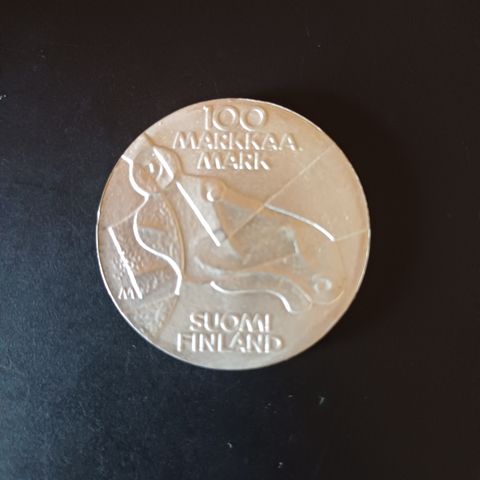 100
MARKKAA.
MARK
M
SUOMI
FINLAND